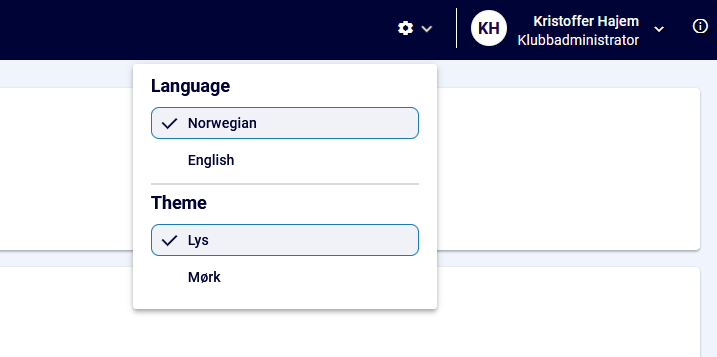 KH
Kristoffer Hajem
Klubbadministrator
Language
Norwegian
English
Theme
Lys
Mørk